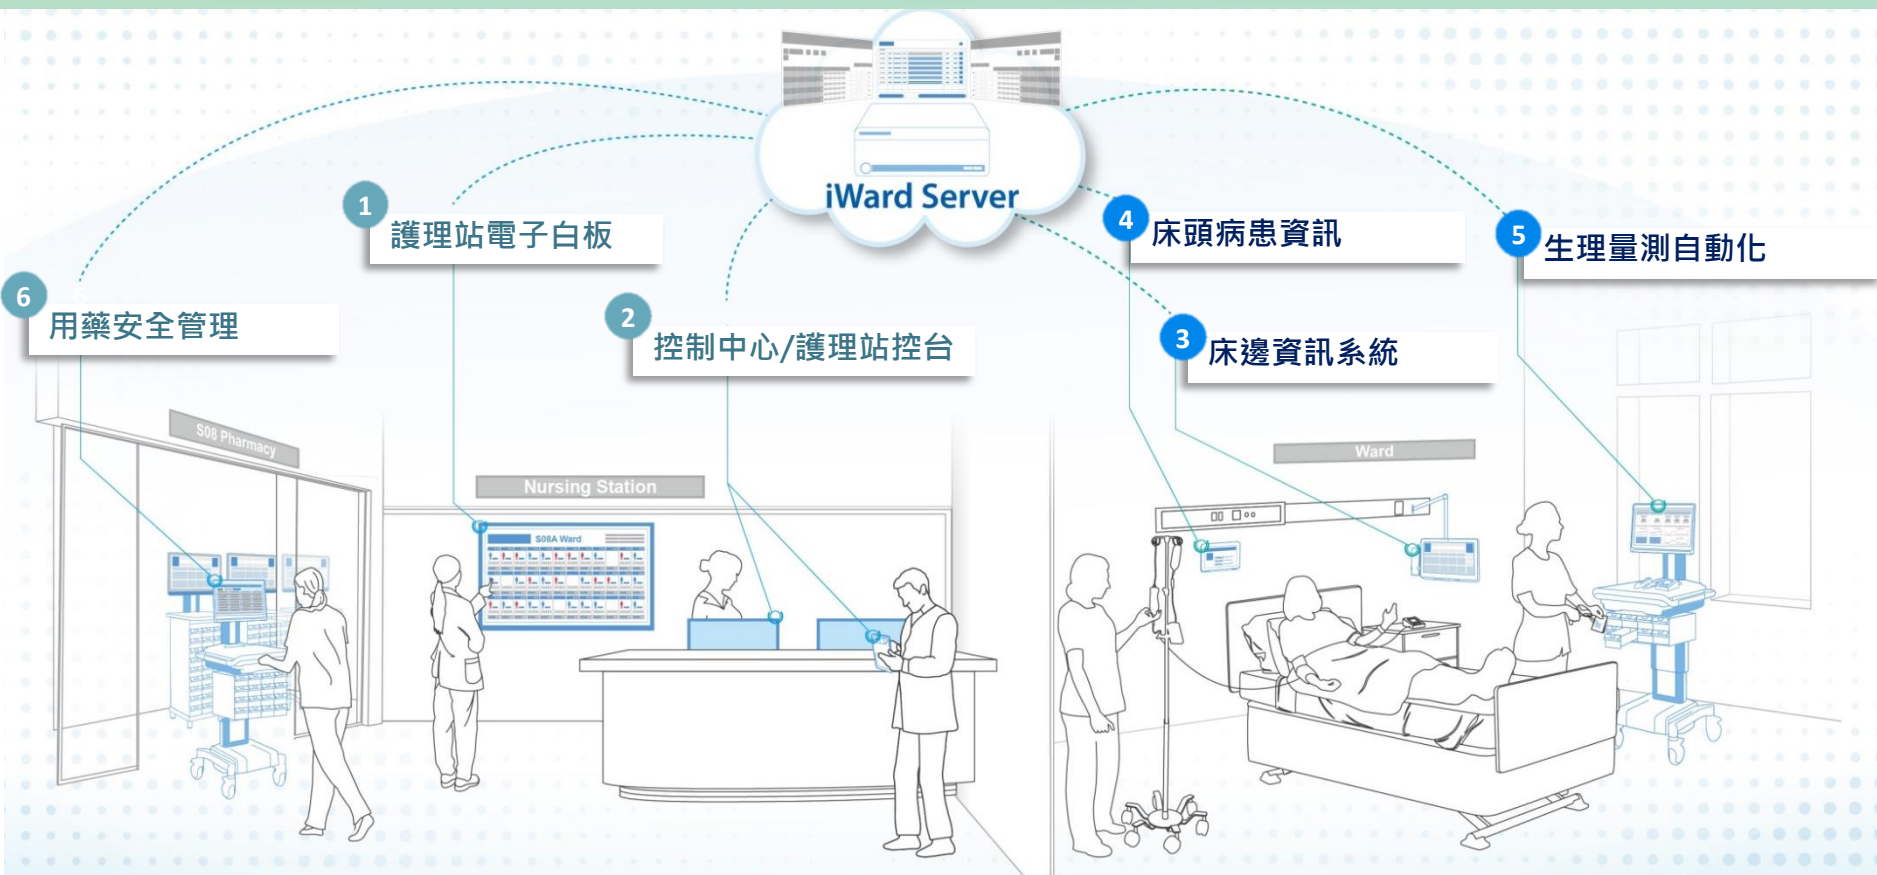 iWard Server
1
護理站電子白板
4
床頭病患資訊
5
生理量測自動化
6
用藥安全管理
2
控制中心/護理站控台
3
床邊資訊系統
S08 Pharmacy
Nursing Station
Ward
S08A Ward